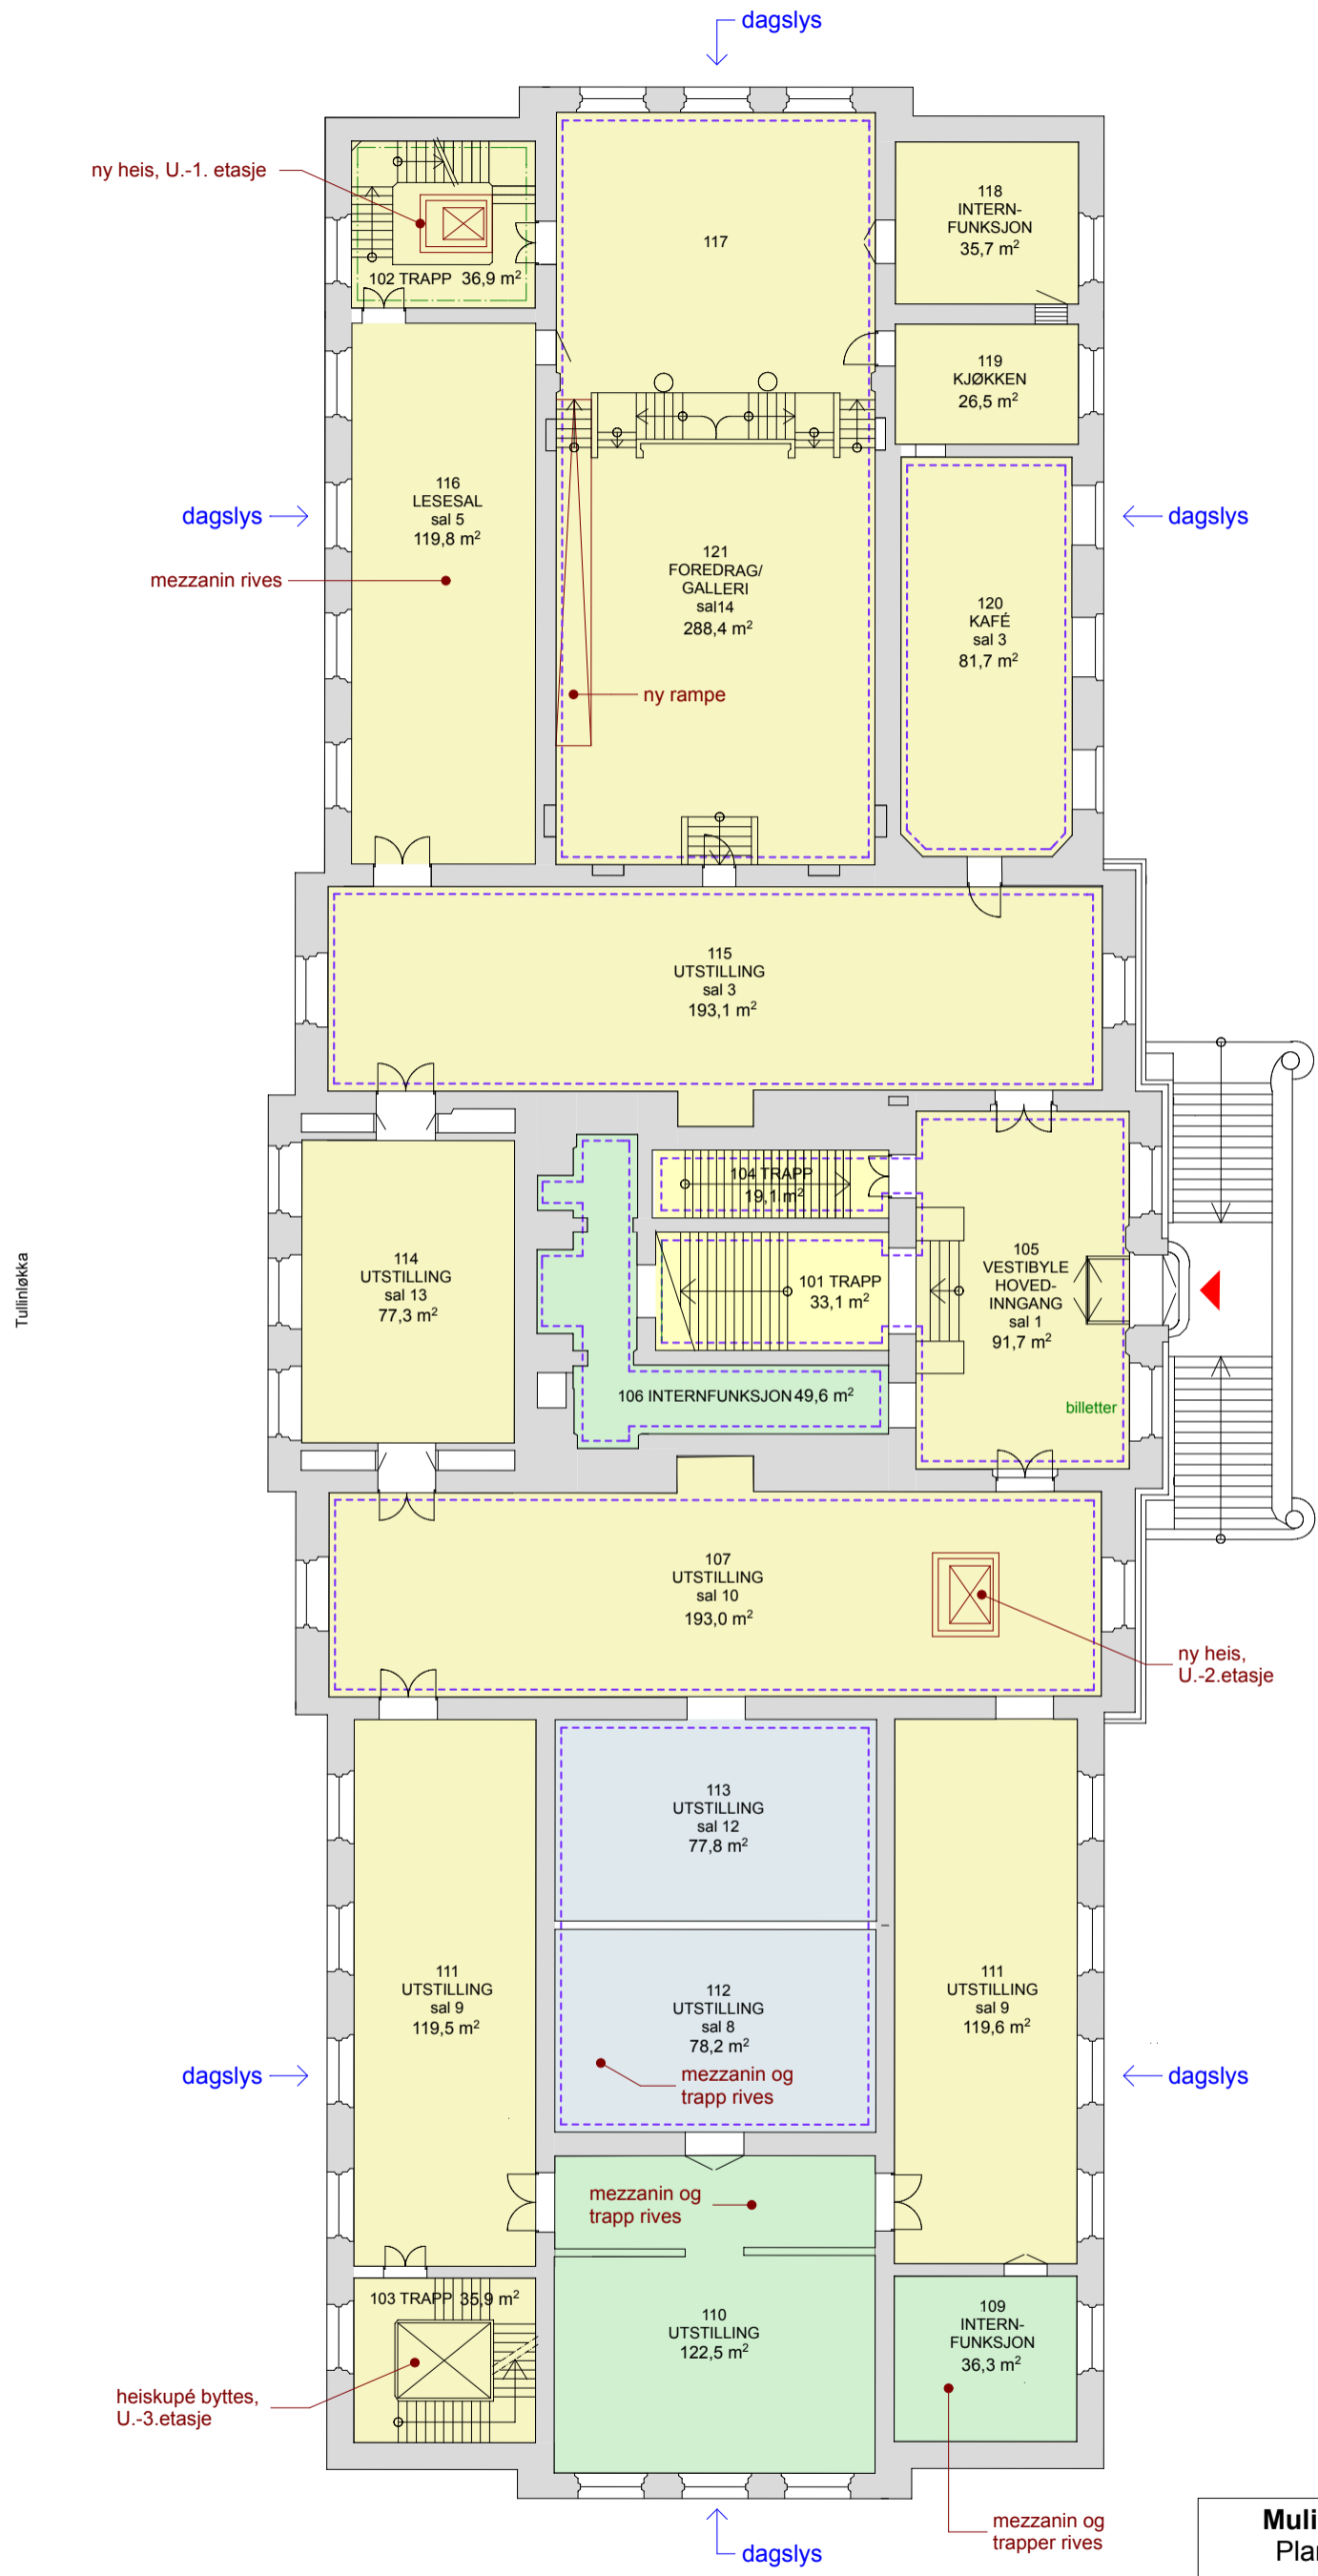 dagslys
ny heis, U.-1. etasje
102 TRAPP 36,9 m²
117
118
INTERN-
FUNKSJON
35,7 m²
119
KJØKKEN
26,5 m²
116
LESESAL
sal 5
119,8 m²
dagslys
dagslys
mezzanin rives
121
FOREDRAG/
GALLERI
sal14
288,4 m²
120
KAFÉ
sal 3
81,7 m²
ny rampe
115
UTSTILLING
sal 3
193,1 m²
104 TRAPP
19,1 m²
Tullinløkka
114
UTSTILLING
sal 13
77,3 m²
101 TRAPP
33,1 m²
105
VESTIBYLE
HOVED-
INNGANG
sal 1
91,7 m²
106 INTERNFUNKSJON 49,6 m²
billetter
107
UTSTILLING
sal 10
193,0 m²
ny heis,
U.-2.etasje
113
UTSTILLING
sal 12
77,8 m²
111
UTSTILLING
sal 9
119,5 m²
112
UTSTILLING
sal 8
78,2 m²
111
UTSTILLING
sal 9
119,6 m²
dagslys
dagslys
mezzanin og
trapp rives
mezzanin og
trapp rives
103 TRAPP 35,9 m²
110
UTSTILLING
122,5 m²
109
INTERN-
FUNKSJON
36,3 m²
heiskupé byttes,
U.-3.etasje
mezzanin og
trapper rives
dagslys
Muli
Plan